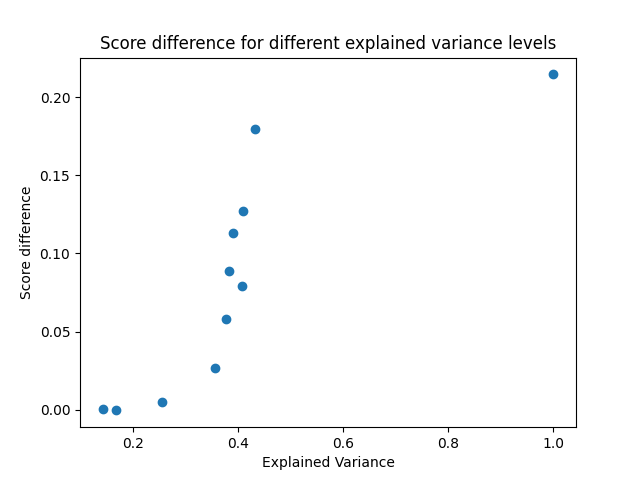 Score difference for different explained variance levels
0.20
0.15
0.10
0.05
0.00
Score difference
0.2 0.4 0.6 0.8 1.0
Explained Variance